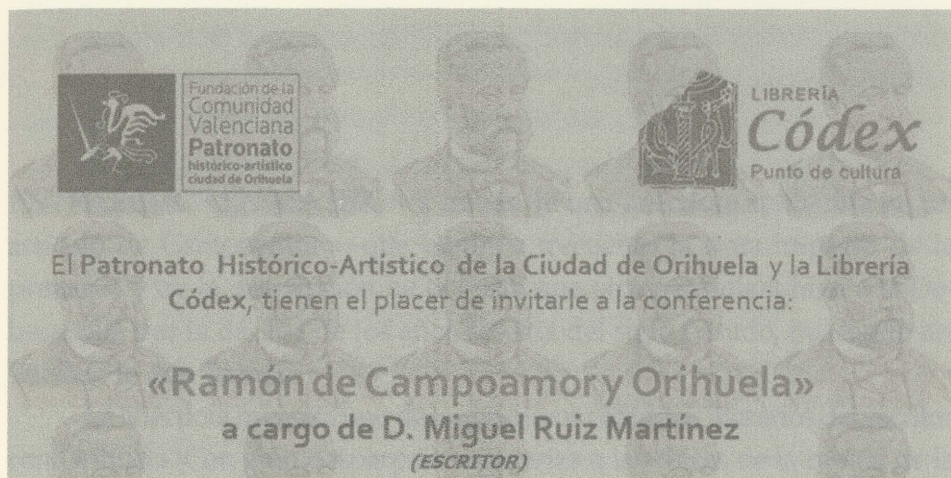 Fundación de la
Comunidad
Valenciana
Patronato
histórico-artístico
ciudad de Orihuela
LIBRERÍA
Códex
Punto de cultura
El Patronato Histórico-Artístico de la Ciudad de Orihuela y la Librería
Códex, tienen el placer de invitarle a la conferencia:
«Ramón de Campoamor y Orihuela»
a cargo de D. Miguel Ruiz Martínez
(ESCRITOR)